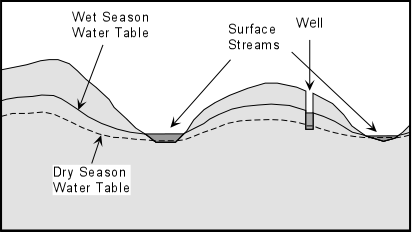 Wet Season
Water Table
Surface
Streams
Well
Dry Season
Water Table